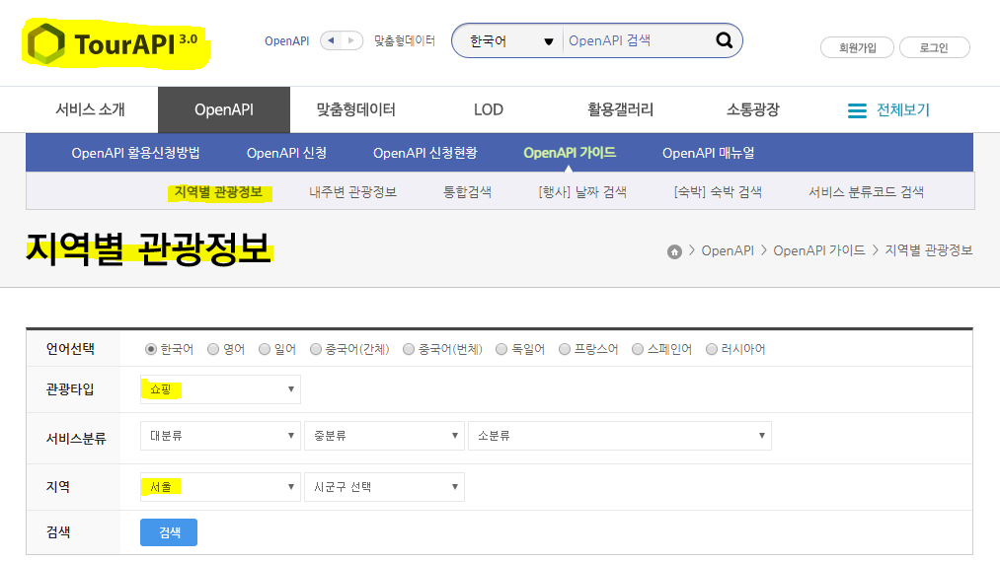 TourAPI 3.0
OpenAPI 맞춤형데이터 한국어 OpenAPI 검색 회원가입 로그인
서비스 소개 OpenAPI 맞춤형데이터 LOD 활용갤러리 소통광장 전체보기
OpenAPI 활용신청방법 OpenAPI 신청 OpenAPI 신청현황 OpenAPI 가이드 OpenAPI 매뉴얼
지역별 관광정보 내주변 관광정보 통합검색 [행사] 날짜 검색 [숙박] 숙박 검색 서비스 분류코드 검색
지역별 관광정보
> OpenAPI > OpenAPI 가이드 > 지역별 관광정보
언어선택 한국어 영어 일어 중국어(간체) 중국어(번체) 독일어 프랑스어 스페인어 러시아어
관광타입 쇼핑
서비스분류 대분류 중분류 소분류
지역 서울 시군구 선택
검색 검색